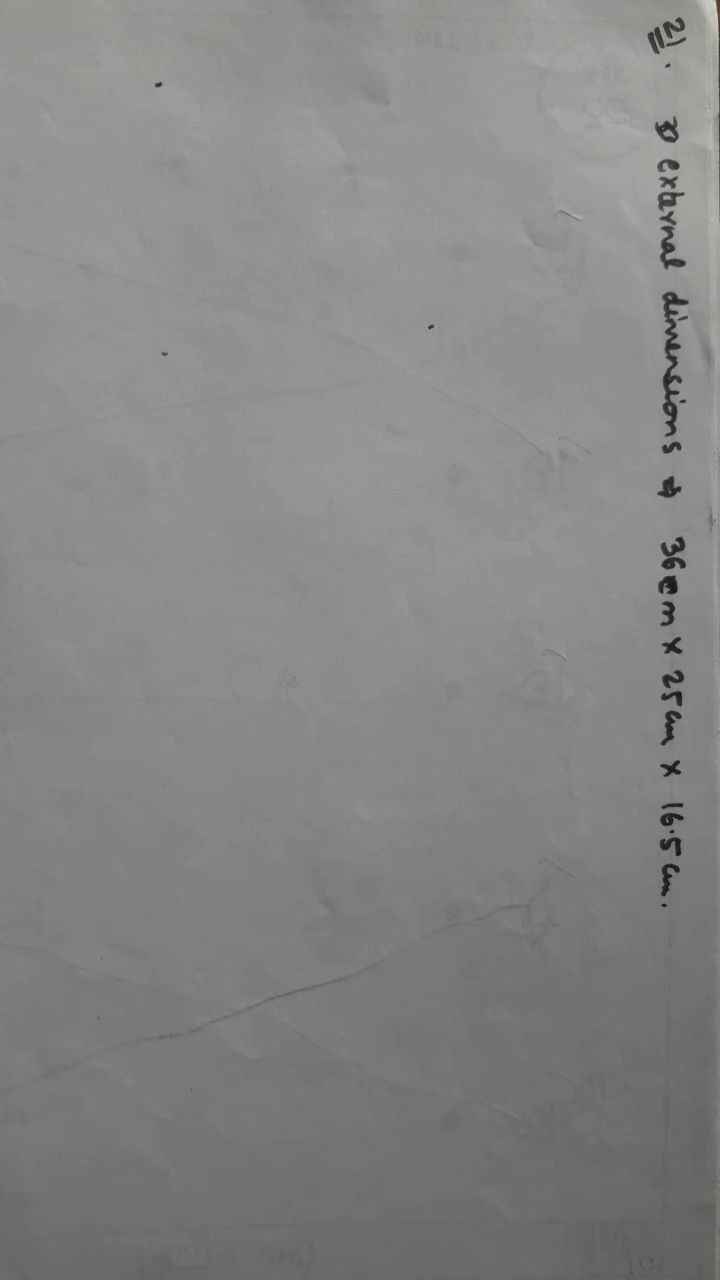 21. external dimensions ⇒ 36cm x 25cm x 16.5cm.